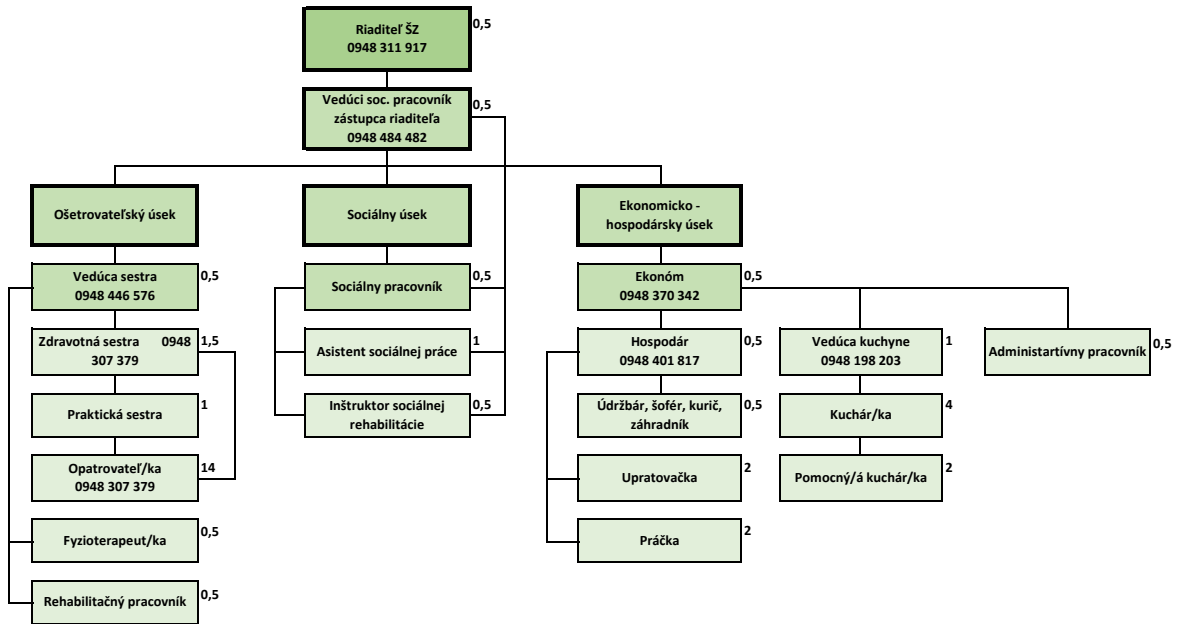 Riaditeľ ŠZ
0948 311 917
0,5
Vedúci soc. pracovník
zástupca riaditeľa
0948 484 482
0,5
Ošetrovateľský úsek
Sociálny úsek
Ekonomicko -
hospodársky úsek
Vedúca sestra
0948 446 576
0,5
Zdravotná sestra 0948
307 379
1,5
Praktická sestra
1
Opatrovateľ/ka
0948 307 379
14
Fyzioterapeut/ka
0,5
Rehabilitačný pracovník
0,5
Sociálny pracovník
0,5
Asistent sociálnej práce
1
Inštruktor sociálnej
rehabilitácie
0,5
Ekonóm
0948 370 342
0,5
Hospodár
0948 401 817
0,5
Údržbár, šofér, kurič,
záhradník
0,5
Upratovačka
2
Práčka
2
Vedúca kuchyne
0948 198 203
1
Kuchár/ka
4
Pomocný/á kuchár/ka
2
Administartívny pracovník
0,5